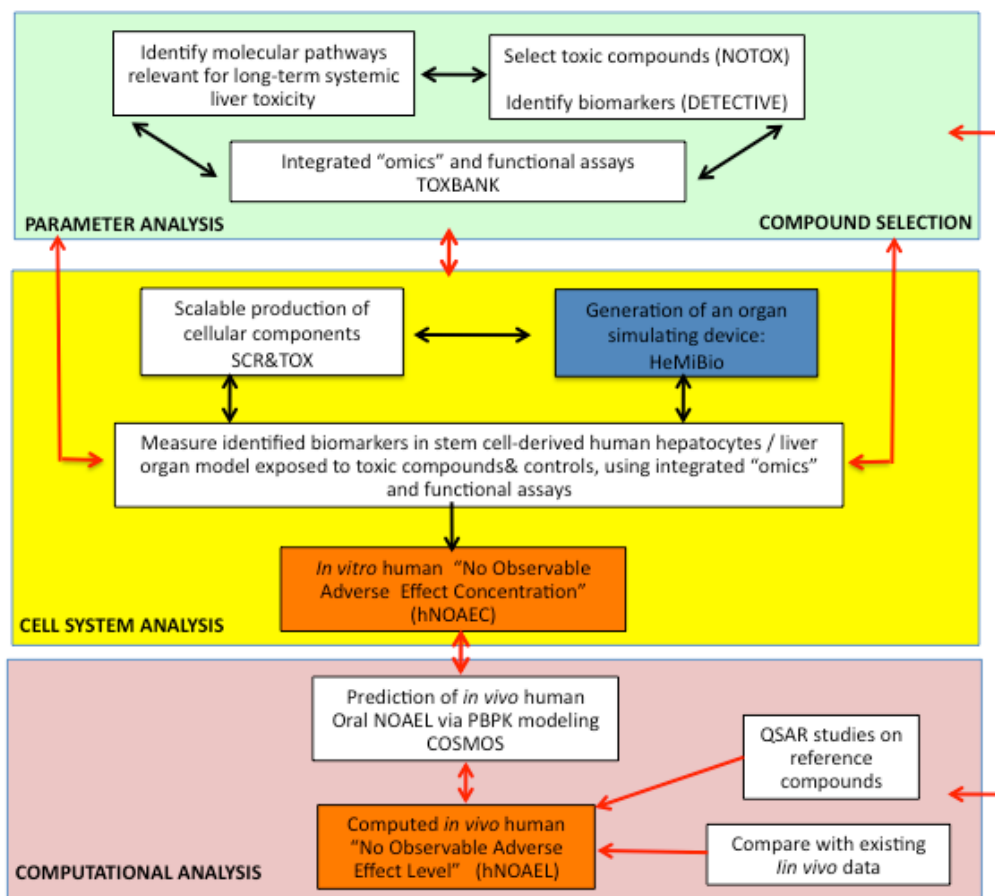 Identify molecular pathways
relevant for long-term systemic
liver toxicity
Select toxic compounds (NOTOX)
Identify biomarkers (DETECTIVE)
Integrated “omics” and functional assays
TOXBANK
PARAMETER ANALYSIS
COMPOUND SELECTION
Scalable production of
cellular components
SCR&TOX
Generation of an organ
simulating device:
HeMiBio
Measure identified biomarkers in stem cell-derived human hepatocytes / liver
organ model exposed to toxic compounds& controls, using integrated “omics”
and functional assays
In vitro human “No Observable
Adverse Effect Concentration”
(hNOAEC)
CELL SYSTEM ANALYSIS
Prediction of in vivo human
Oral NOAEL via PBPK modeling
COSMOS
QSAR studies on
reference
compounds
Computed in vivo human
“No Observable Adverse
Effect Level” (hNOAEL)
Compare with existing
Iin vivo data
COMPUTATIONAL ANALYSIS